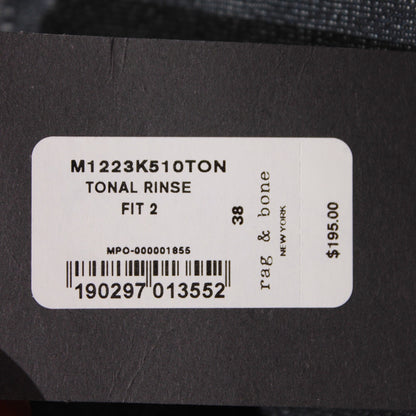 M1223K510TON
TONAL RINSE
FIT 2
MPO-000001855
190297 013552
38
rag & bone
NEW YORK
$195.00